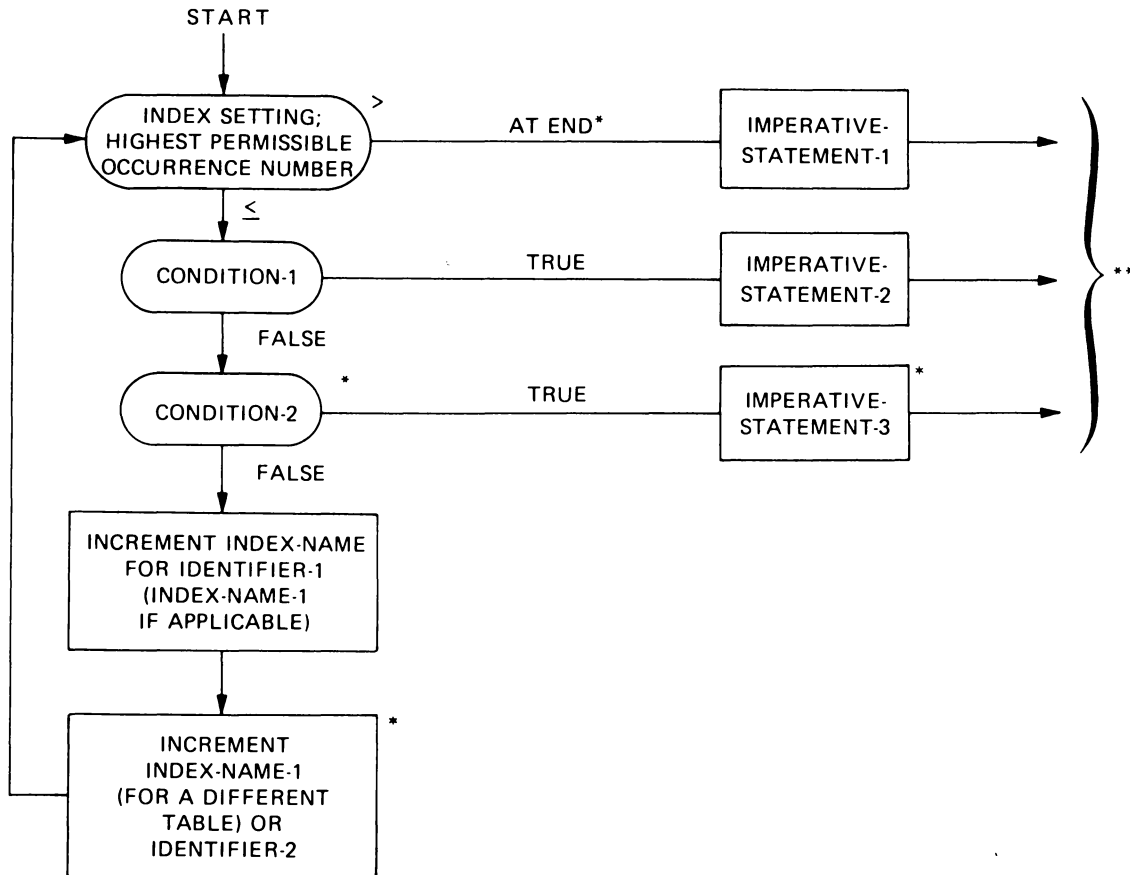 START
INDEX SETTING;
HIGHEST PERMISSIBLE
OCCURRENCE NUMBER
>
AT END*
IMPERATIVE-
STATEMENT-1
≤
CONDITION-1
TRUE
IMPERATIVE-
STATEMENT-2
**
FALSE
CONDITION-2
*
TRUE
IMPERATIVE-
STATEMENT-3
*
FALSE
INCREMENT INDEX-NAME
FOR IDENTIFIER-1
(INDEX-NAME-1
IF APPLICABLE)
*
INCREMENT
INDEX-NAME-1
(FOR A DIFFERENT
TABLE) OR
IDENTIFIER-2